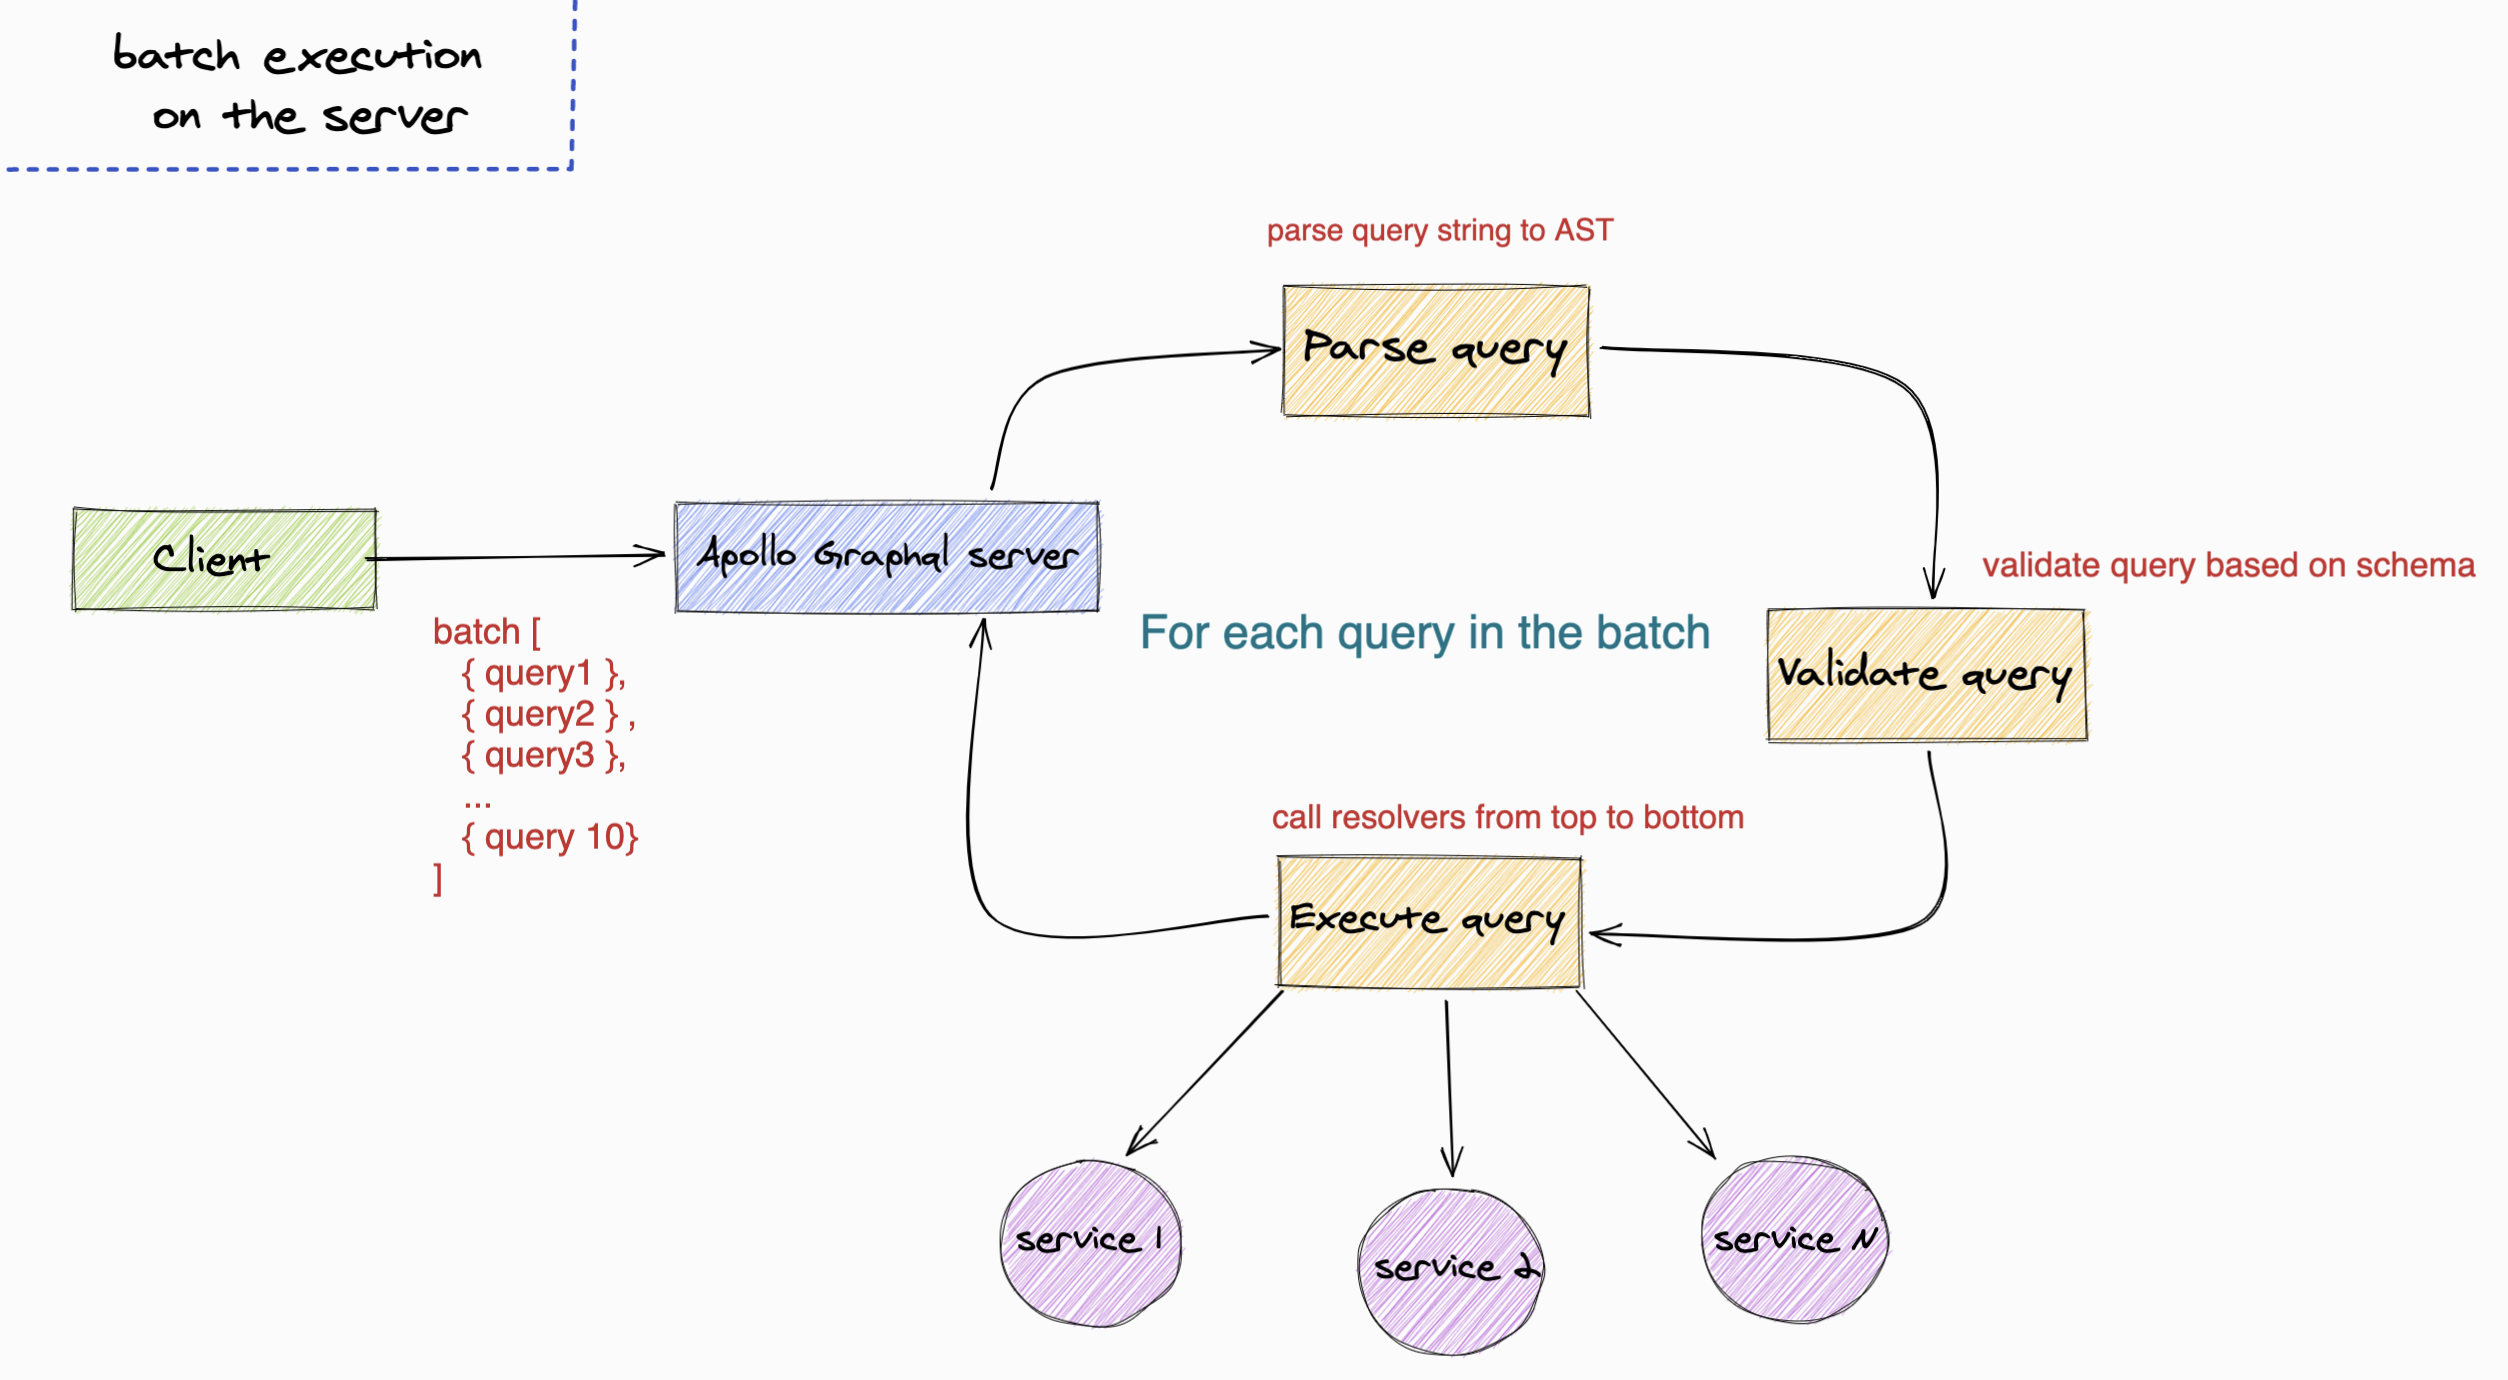 batch execution
on the server
parse query string to AST
Parse query
Client
Apollo Graphql server
validate query based on schema
batch [
{ query1 },
{ query2 } ,
{ query3 },
...
{ query 10}
]
For each query in the batch
Validate query
call resolvers from top to bottom
Execute query
service 1
service 2
service N